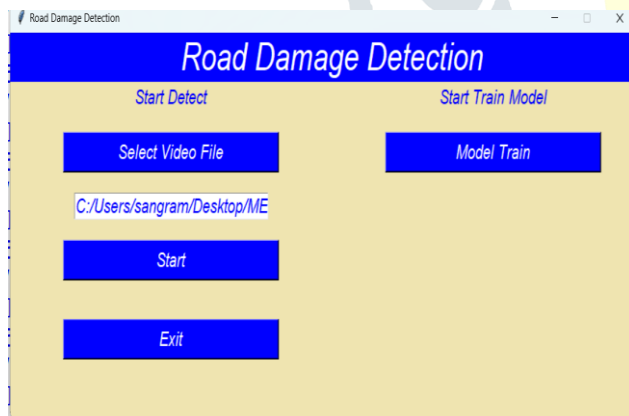 Road Damage Detection
Road Damage Detection
Start Detect
Start Train Model
Select Video File
Model Train
C:/Users/sangram/Desktop/ME
Start
Exit